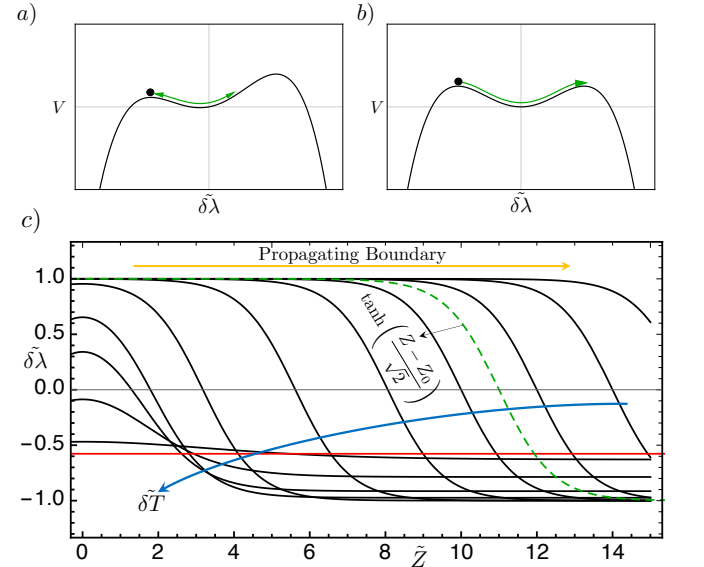 a)
b)
V
V
δλ̃
δλ̃
c)
Propagating Boundary
1.0
0.5
δλ̃
0.0
−0.5
−1.0
tanh ( Z − Z₀ / √2 )
δT̃
0 2 4 6 8 10 12 14
Z̃